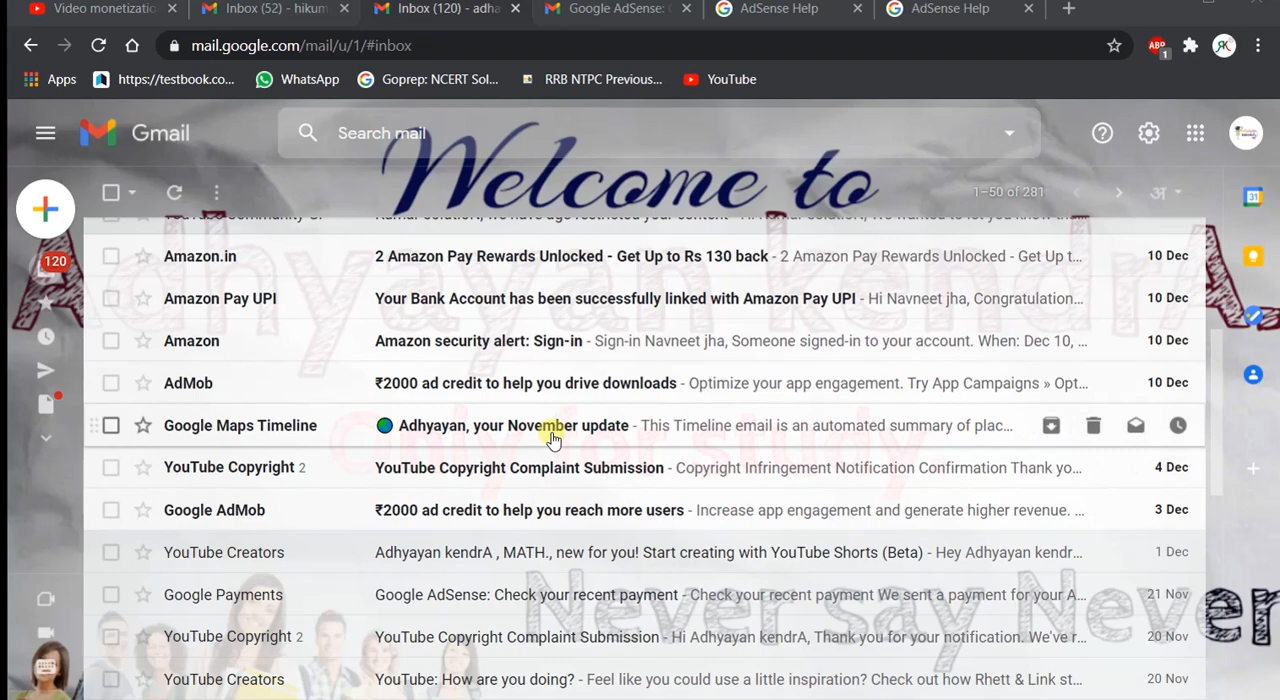 Video monetizatio
Inbox (52) - hikum
Inbox (120) - adha
Google AdSense: C
AdSense Help
AdSense Help
mail.google.com/mail/u/1/#inbox
ABP
1
RK
Apps
https://testbook.co...
WhatsApp
Goprep: NCERT Sol...
RRB NTPC Previous...
YouTube
Gmail
Search mail
Welcome to
1–50 of 281
अ
31
Adhyayan kendrA
120
Amazon.in 2 Amazon Pay Rewards Unlocked - Get Up to Rs 130 back - 2 Amazon Pay Rewards Unlocked - Get Up t... 10 Dec
Amazon Pay UPI Your Bank Account has been successfully linked with Amazon Pay UPI - Hi Navneet jha, Congratulation... 10 Dec
Amazon Amazon security alert: Sign-in - Sign-in Navneet jha, Someone signed-in to your account. When: Dec 10, ... 10 Dec
AdMob ₹2000 ad credit to help you drive downloads - Optimize your app engagement. Try App Campaigns » Opt... 10 Dec
Google Maps Timeline Adhyayan, your November update - This Timeline email is an automated summary of plac...
Only for study
YouTube Copyright 2 YouTube Copyright Complaint Submission - Copyright Infringement Notification Confirmation Thank yo... 4 Dec
Google AdMob ₹2000 ad credit to help you reach more users - Increase app engagement and generate higher revenue. ... 3 Dec
YouTube Creators Adhyayan kendrA , MATH., new for you! Start creating with YouTube Shorts (Beta) - Hey Adhyayan kendr... 1 Dec
Google Payments Google AdSense: Check your recent payment - Check your recent payment We sent a payment for your A... 21 Nov
Never say Never
YouTube Copyright 2 YouTube Copyright Complaint Submission - Hi Adhyayan kendrA, Thank you for your notification. We've r... 20 Nov
YouTube Creators YouTube: How are you doing? - Feel like you could use a little inspiration? Check out how Rhett & Link st... 20 Nov